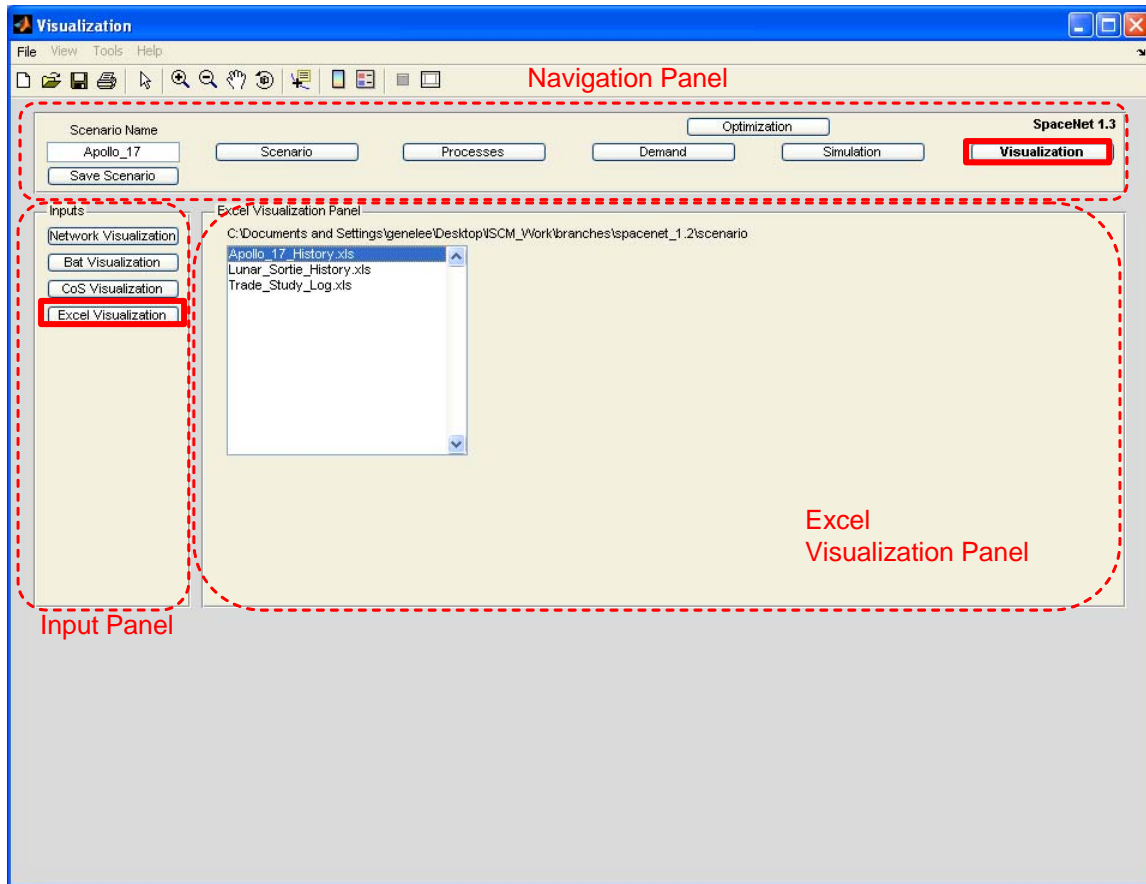 Visualization
File View Tools Help
Navigation Panel
Scenario Name
Optimization
SpaceNet 1.3
Apollo_17
Scenario
Processes
Demand
Simulation
Visualization
Save Scenario
Inputs
Excel Visualization Panel
Network Visualization
C:\Documents and Settings\genelee\Desktop\ISCM_Work\branches\spacenet_1.2\scenario
Bat Visualization
Apollo_17_History.xls
Lunar_Sortie_History.xls
CoS Visualization
Trade_Study_Log.xls
Excel Visualization
Excel
Visualization Panel
Input Panel